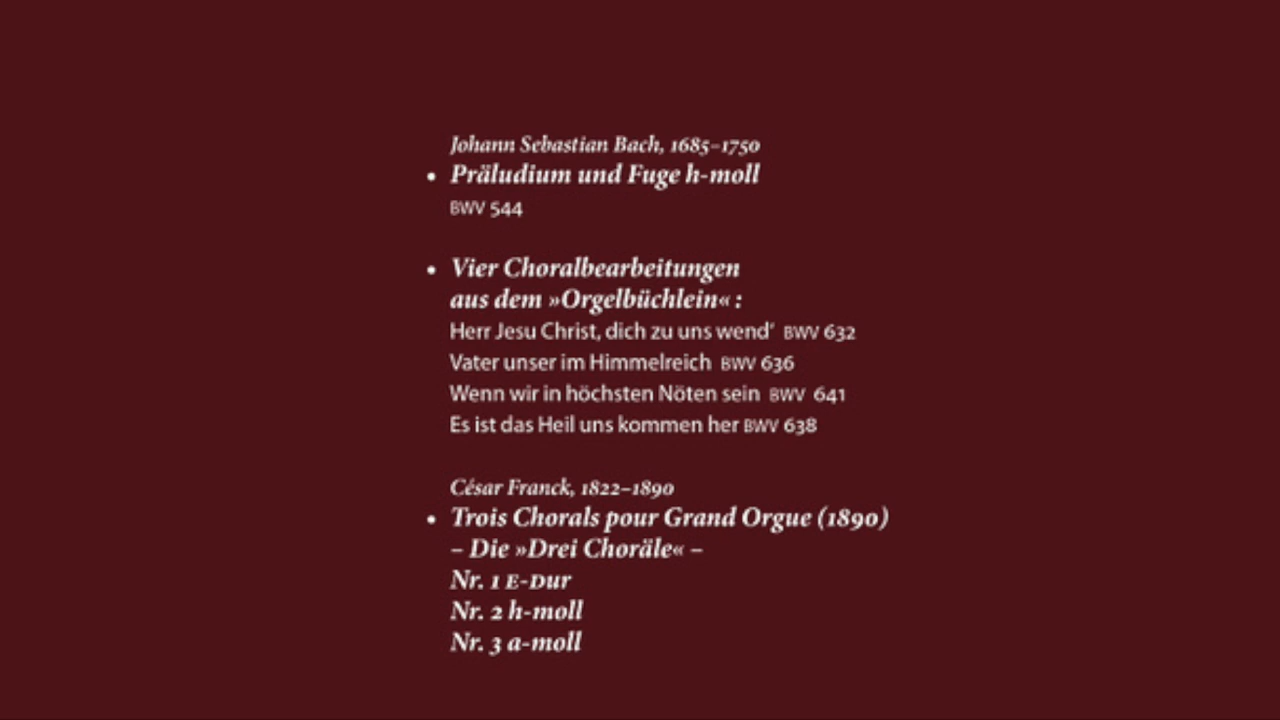 Johann Sebastian Bach, 1685–1750
• Präludium und Fuge h-moll
BWV 544
• Vier Choralbearbeitungen
aus dem »Orgelbüchlein« :
Herr Jesu Christ, dich zu uns wend’ BWV 632
Vater unser im Himmelreich BWV 636
Wenn wir in höchsten Nöten sein BWV 641
Es ist das Heil uns kommen her BWV 638
César Franck, 1822–1890
• Trois Chorals pour Grand Orgue (1890)
– Die »Drei Choräle« –
Nr. 1 E-Dur
Nr. 2 h-moll
Nr. 3 a-moll